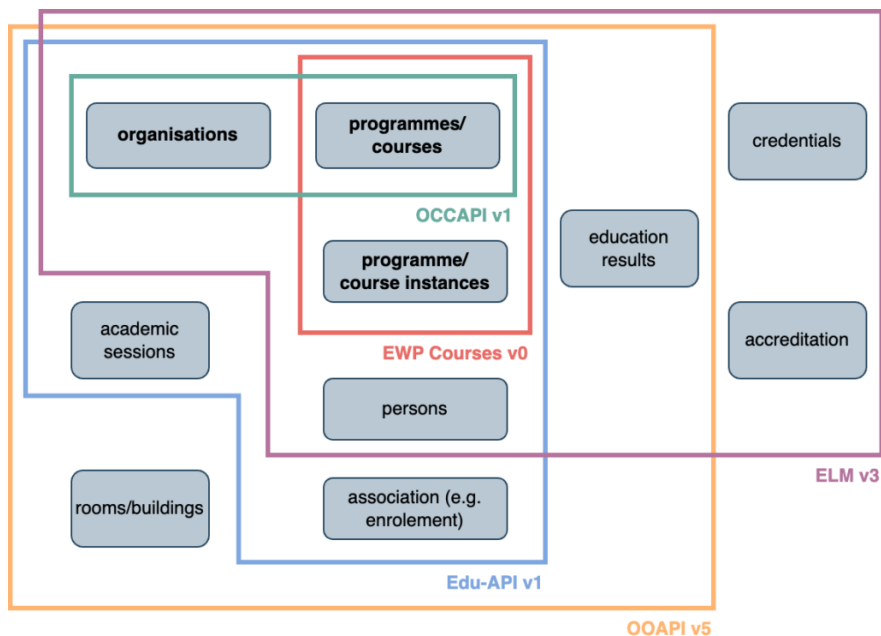 organisations
programmes/
courses
credentials
OCCAPI v1
education
results
programme/
course instances
academic
sessions
accreditation
EWP Courses v0
persons
ELM v3
rooms/buildings
association (e.g.
enrolement)
Edu-API v1
OOAPI v5